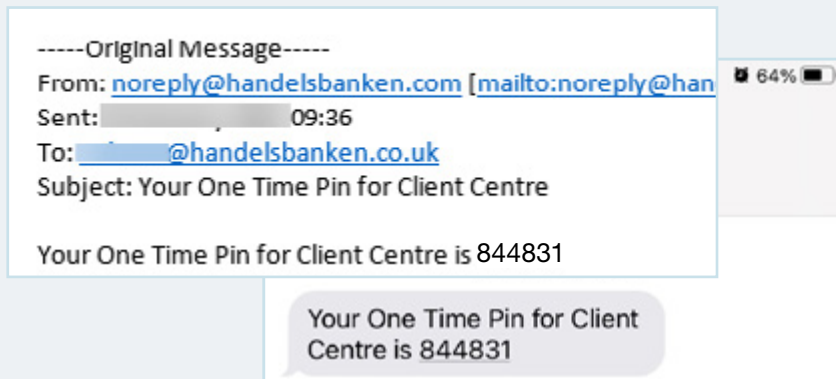 -----Original Message-----
From: noreply@handelsbanken.com [mailto:noreply@han
Sent: 09:36
To: @handelsbanken.co.uk
Subject: Your One Time Pin for Client Centre
Your One Time Pin for Client Centre is 844831
64%
Your One Time Pin for Client
Centre is 844831